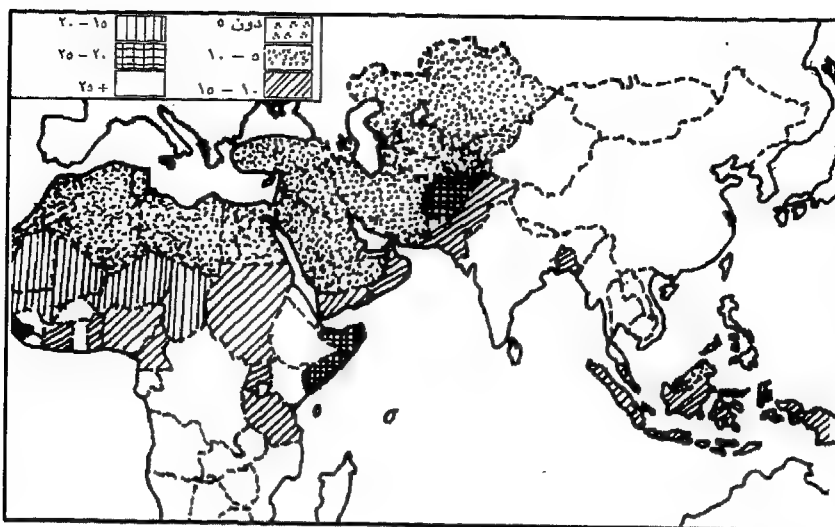 دون ٥ ١٥ – ٢٠
٥ – ١٠ ٢٠ – ٢٥
١٠ – ١٥ ٢٥ +